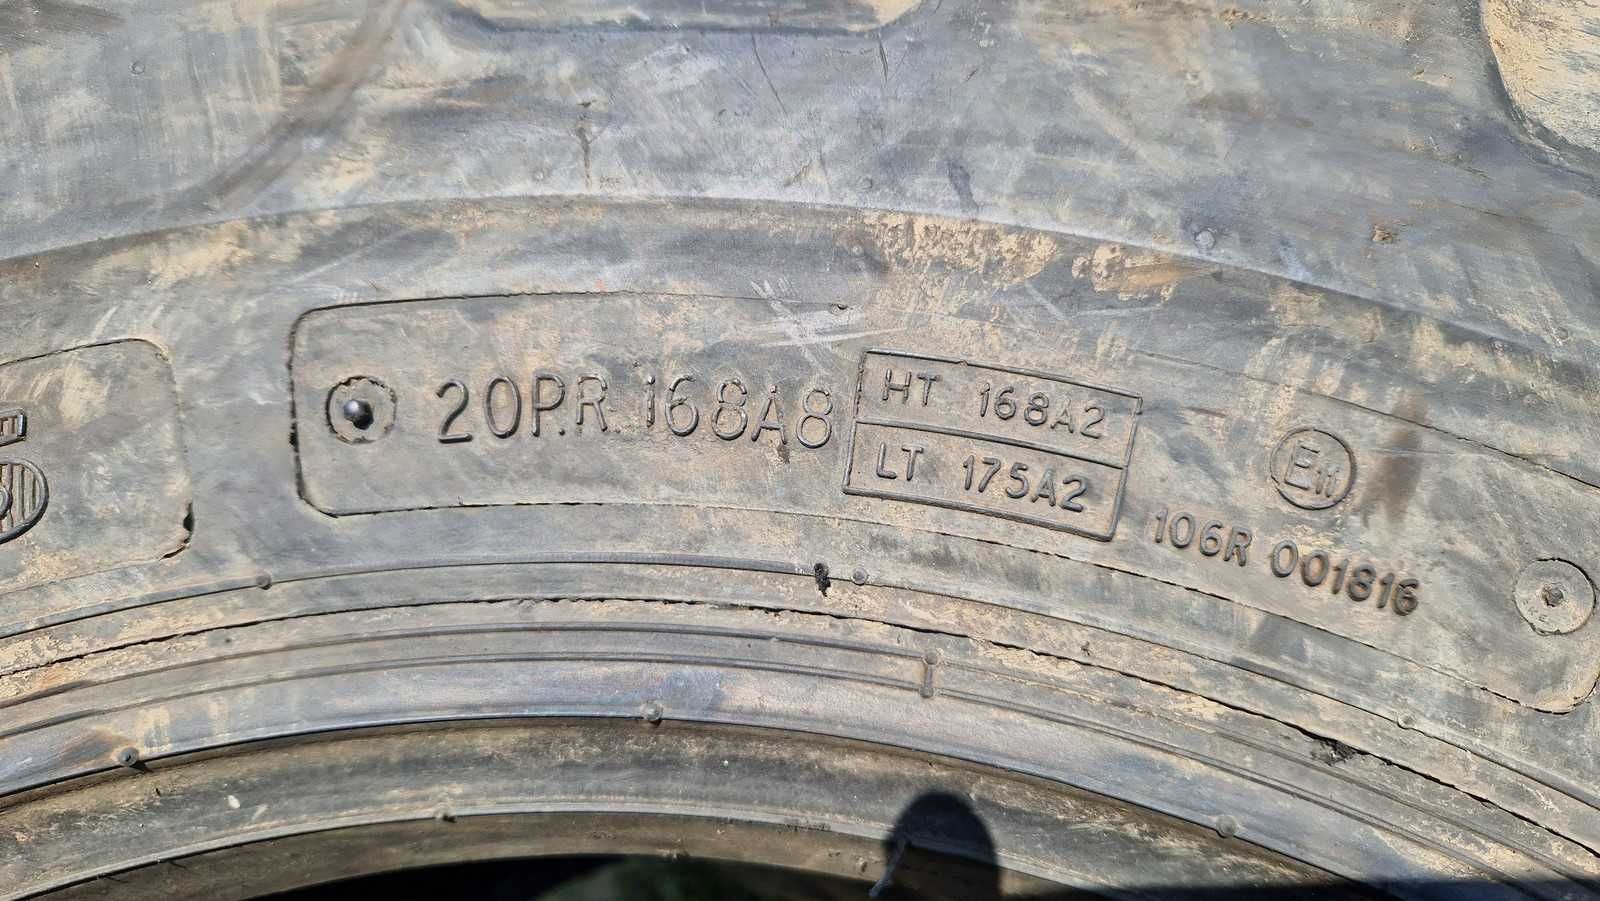 20P.R. 168A8
HT 168A2
LT 175A2
E11
106R 001816